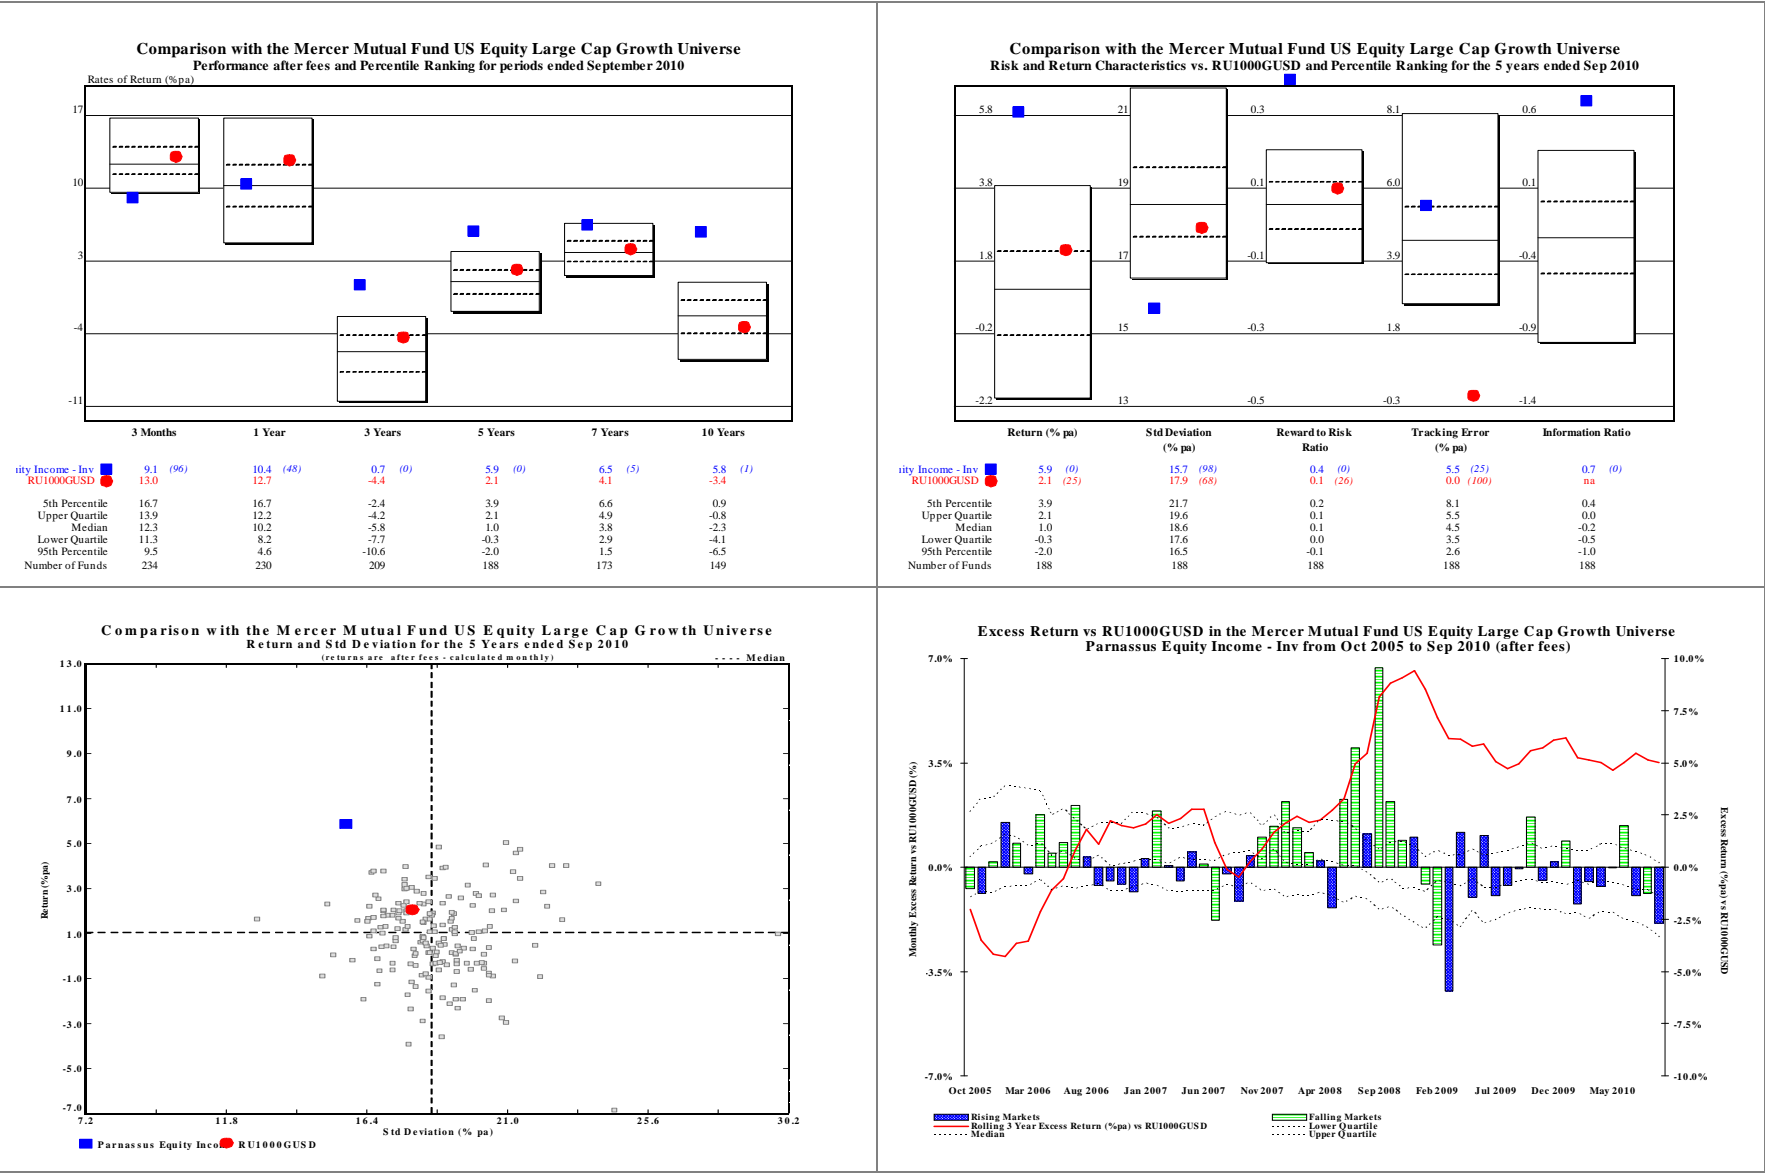 Comparison with the Mercer Mutual Fund US Equity Large Cap Growth Universe
Performance after fees and Percentile Ranking for periods ended September 2010
Rates of Return (%pa)
17
10
3
-4
-11
3 Months 1 Year 3 Years 5 Years 7 Years 10 Years
ity Income - Inv 9.1 (96) 10.4 (48) 0.7 (0) 5.9 (0) 6.5 (5) 5.8 (1)
RU1000GUSD 13.0 12.7 -4.4 2.1 4.1 -3.4
5th Percentile 16.7 16.7 -2.4 3.9 6.6 0.9
Upper Quartile 13.9 12.2 -4.2 2.1 4.9 -0.8
Median 12.3 10.2 -5.8 1.0 3.8 -2.3
Lower Quartile 11.3 8.2 -7.7 -0.3 2.9 -4.1
95th Percentile 9.5 4.6 -10.6 -2.0 1.5 -6.5
Number of Funds 234 230 209 188 173 149
Comparison with the Mercer Mutual Fund US Equity Large Cap Growth Universe
Risk and Return Characteristics vs. RU1000GUSD and Percentile Ranking for the 5 years ended Sep 2010
5.8 21 0.3 8.1 0.6
3.8 19 0.1 6.0 0.1
1.8 17 -0.1 3.9 -0.4
-0.2 15 -0.3 1.8 -0.9
-2.2 13 -0.5 -0.3 -1.4
Return (% pa) Std Deviation Reward to Risk Tracking Error Information Ratio
(% pa) Ratio (% pa)
ity Income - Inv 5.9 (0) 15.7 (98) 0.4 (0) 5.5 (25) 0.7 (0)
RU1000GUSD 2.1 (25) 17.9 (68) 0.1 (26) 0.0 (100) na
5th Percentile 3.9 21.7 0.2 8.1 0.4
Upper Quartile 2.1 19.6 0.1 5.5 0.0
Median 1.0 18.6 0.1 4.5 -0.2
Lower Quartile -0.3 17.6 0.0 3.5 -0.5
95th Percentile -2.0 16.5 -0.1 2.6 -1.0
Number of Funds 188 188 188 188 188
Comparison with the Mercer Mutual Fund US Equity Large Cap Growth Universe
Return and Std Deviation for the 5 Years ended Sep 2010
(returns are after fees - calculated monthly)
---- Median
13.0
11.0
9.0
7.0
5.0
3.0
1.0
-1.0
-3.0
-5.0
-7.0
Return (%pa)
7.2 11.8 16.4 21.0 25.6 30.2
Std Deviation (% pa)
Parnassus Equity Inco RU1000GUSD
Excess Return vs RU1000GUSD in the Mercer Mutual Fund US Equity Large Cap Growth Universe
Parnassus Equity Income - Inv from Oct 2005 to Sep 2010 (after fees)
7.0%
3.5%
0.0%
-3.5%
-7.0%
Monthly Excess Return vs RU1000GUSD (%)
10.0%
7.5%
5.0%
2.5%
0.0%
-2.5%
-5.0%
-7.5%
-10.0%
Excess Return (%pa) vs RU1000GUSD
Oct 2005 Mar 2006 Aug 2006 Jan 2007 Jun 2007 Nov 2007 Apr 2008 Sep 2008 Feb 2009 Jul 2009 Dec 2009 May 2010
Rising Markets Falling Markets
Rolling 3 Year Excess Return (%pa) vs RU1000GUSD Lower Quartile
Median Upper Quartile